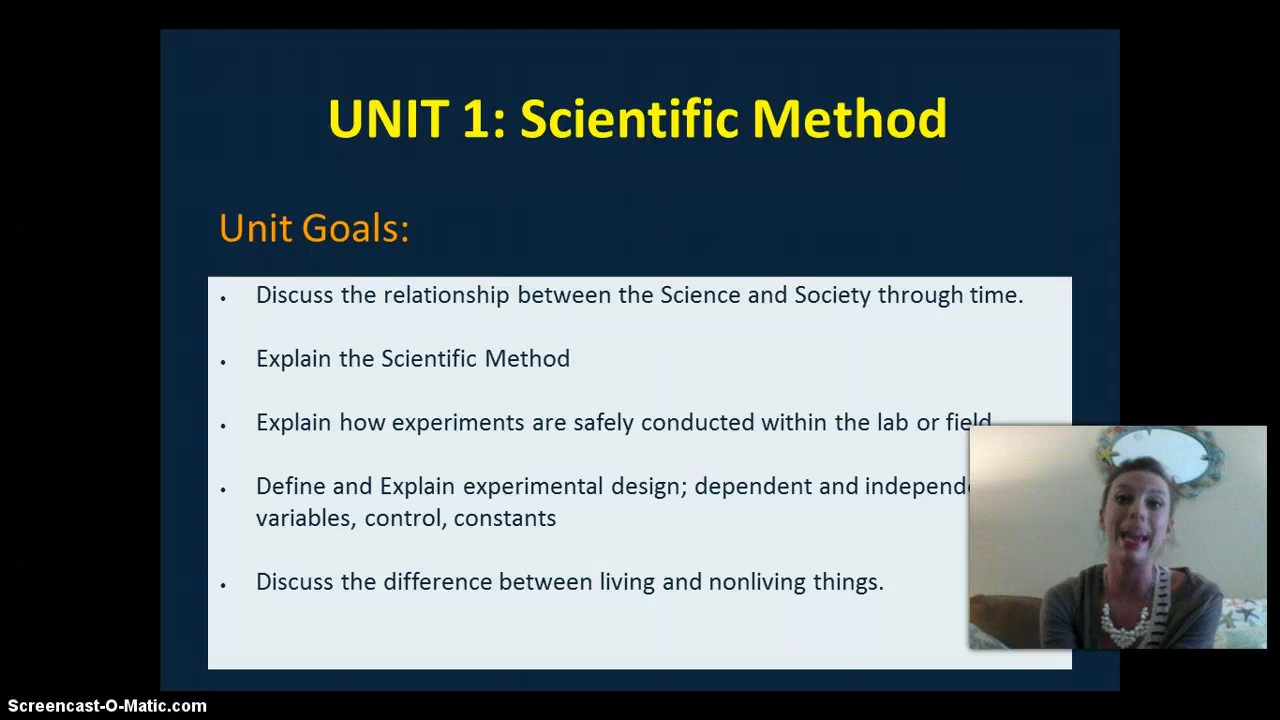 UNIT 1: Scientific Method
Unit Goals:
• Discuss the relationship between the Science and Society through time.
• Explain the Scientific Method
• Explain how experiments are safely conducted within the lab or field
• Define and Explain experimental design; dependent and
variables, control, constants
• Discuss the difference between living and nonliving things.
Screencast-O-Matic.com